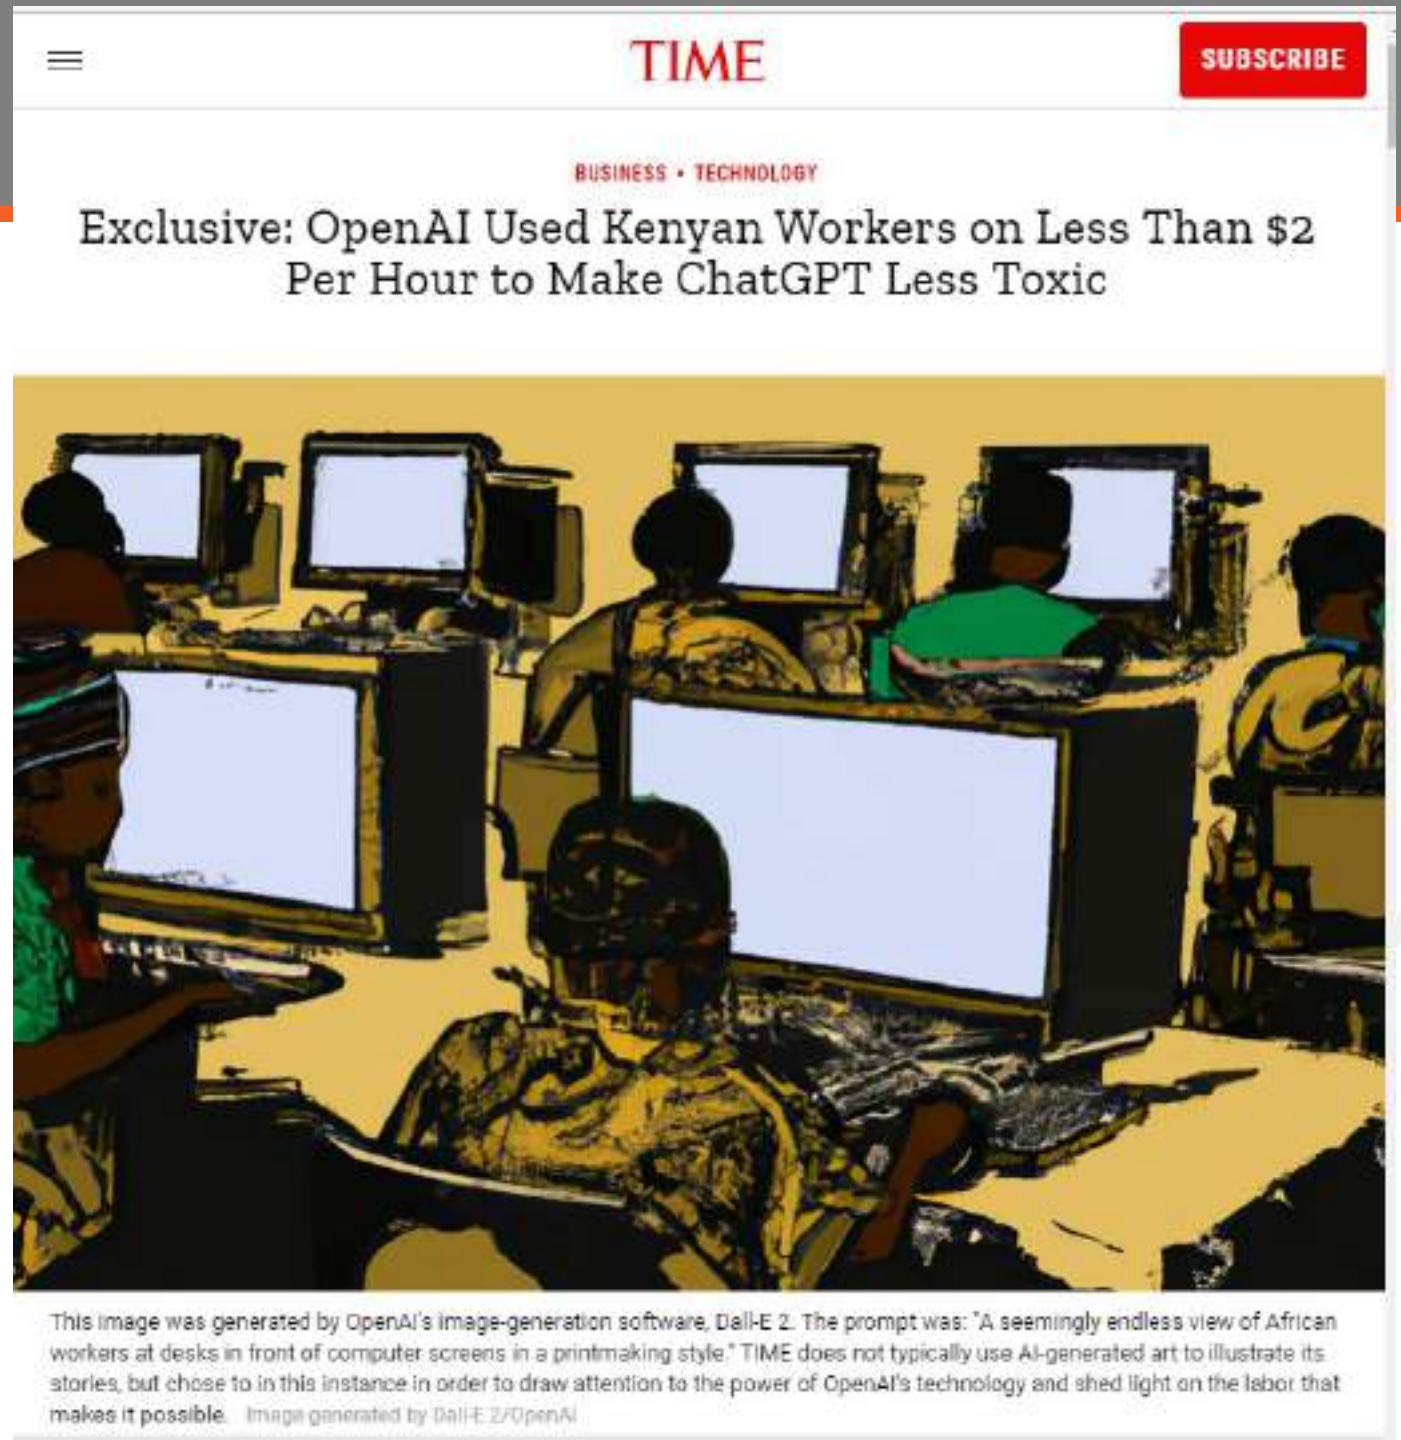 TIME
SUBSCRIBE
BUSINESS • TECHNOLOGY
Exclusive: OpenAI Used Kenyan Workers on Less Than $2
Per Hour to Make ChatGPT Less Toxic
This image was generated by OpenAI's image-generation software, Dall-E 2. The prompt was: "A seemingly endless view of African
workers at desks in front of computer screens in a printmaking style." TIME does not typically use AI-generated art to illustrate its
stories, but chose to in this instance in order to draw attention to the power of OpenAI's technology and shed light on the labor that
makes it possible. Image generated by Dall-E 2/OpenAI